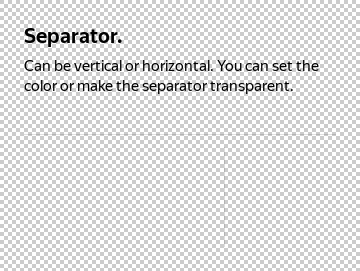 Separator.
Can be vertical or horizontal. You can set the
color or make the separator transparent.